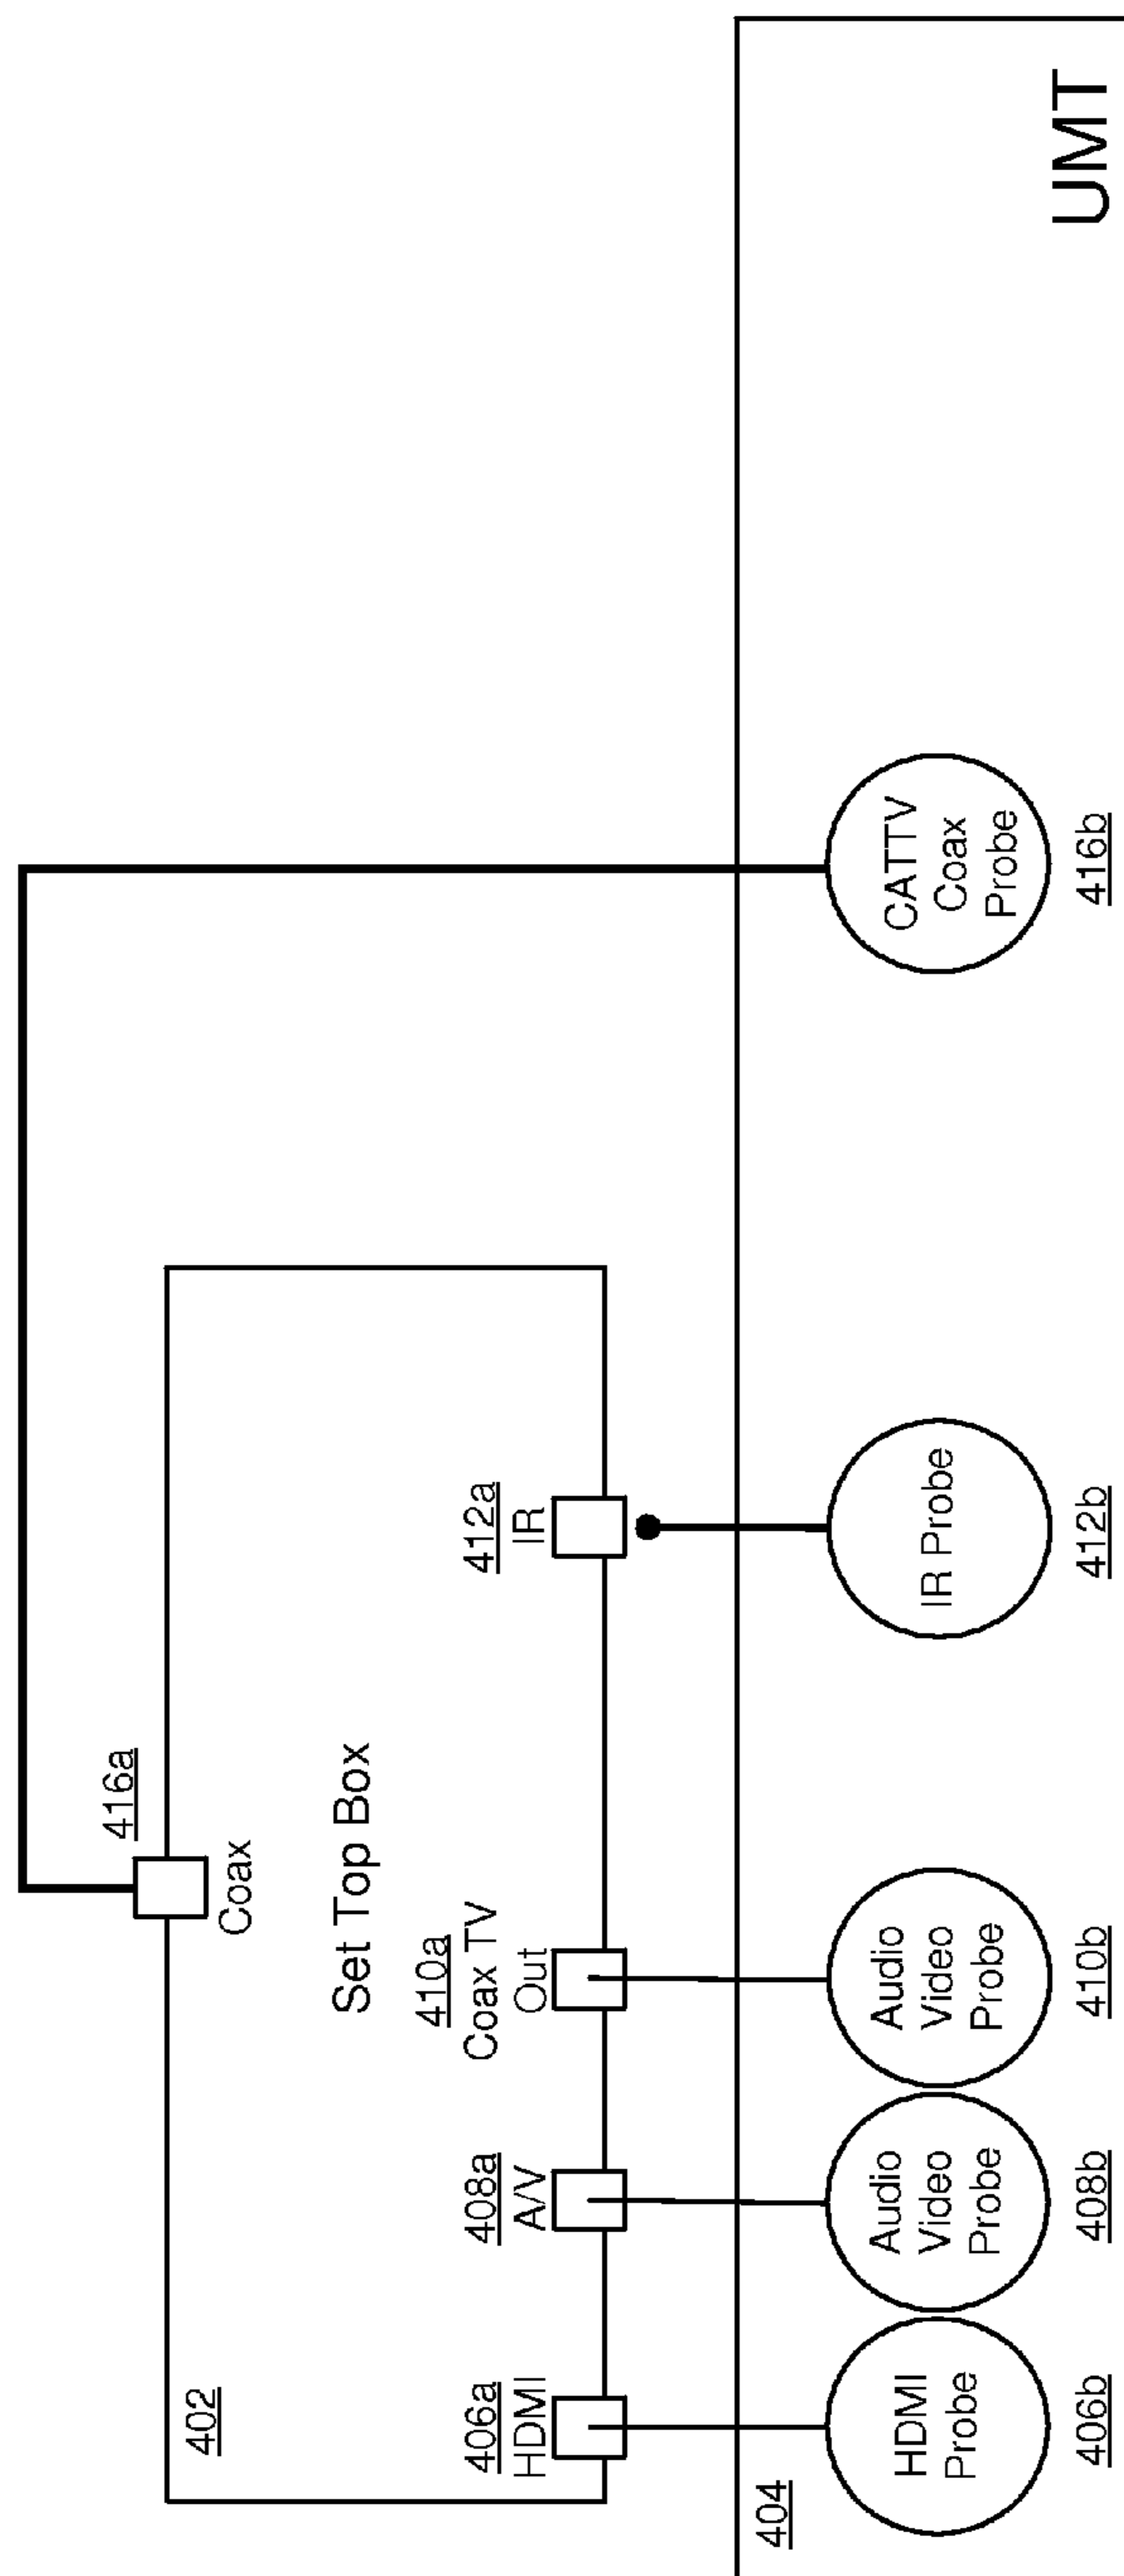 416a
Coax
402
Set Top Box
406a
HDMI
408a
A/V
410a
Coax TV
Out
412a
IR
404
HDMI
Probe
406b
Audio
Video
Probe
408b
Audio
Video
Probe
410b
IR Probe
412b
CATTV
Coax
Probe
416b
UMT